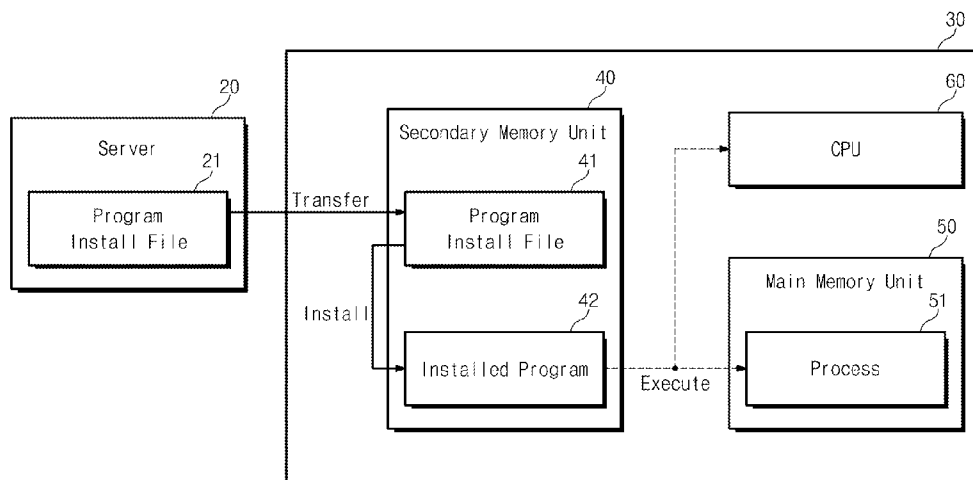 30
20
Server
21
Program
Install File
Transfer
40
Secondary Memory Unit
41
Program
Install File
Install
42
Installed Program
Execute
60
CPU
50
Main Memory Unit
51
Process